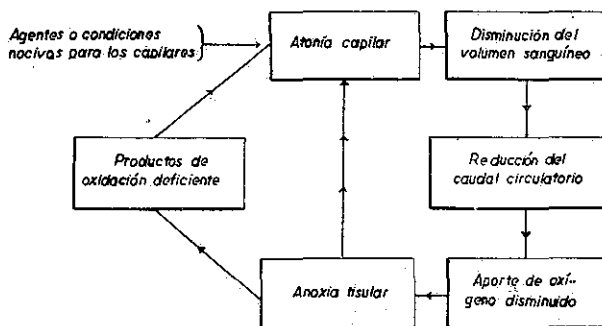 Agentes o condiciones
nocivas para los capilares
Atonía capilar
Disminución del
volumen sanguíneo
Productos de
oxidación deficiente
Reducción del
caudal circulatorio
Anoxia tisular
Aporte de oxí-
geno disminuido